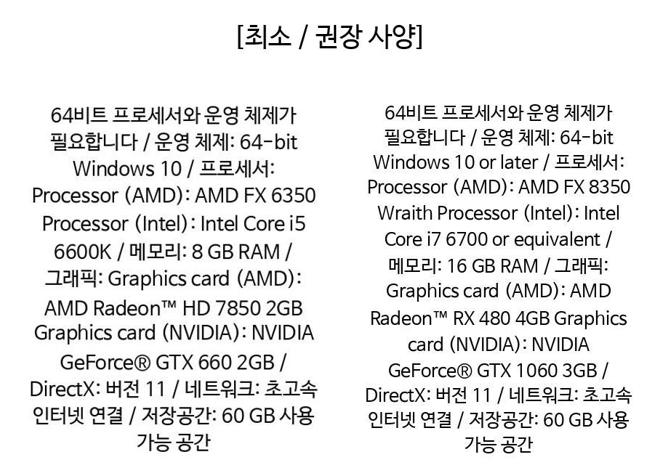 [최소 / 권장 사양]
64비트 프로세서와 운영 체제가
필요합니다 / 운영 체제: 64-bit
Windows 10 / 프로세서:
Processor (AMD): AMD FX 6350
Processor (Intel): Intel Core i5
6600K / 메모리: 8 GB RAM /
그래픽: Graphics card (AMD):
AMD Radeon™ HD 7850 2GB
Graphics card (NVIDIA): NVIDIA
GeForce® GTX 660 2GB /
DirectX: 버전 11 / 네트워크: 초고속
인터넷 연결 / 저장공간: 60 GB 사용
가능 공간
64비트 프로세서와 운영 체제가
필요합니다 / 운영 체제: 64-bit
Windows 10 or later / 프로세서:
Processor (AMD): AMD FX 8350
Wraith Processor (Intel): Intel
Core i7 6700 or equivalent /
메모리: 16 GB RAM / 그래픽:
Graphics card (AMD): AMD
Radeon™ RX 480 4GB Graphics
card (NVIDIA): NVIDIA
GeForce® GTX 1060 3GB /
DirectX: 버전 11 / 네트워크: 초고속
인터넷 연결 / 저장공간: 60 GB 사용
가능 공간